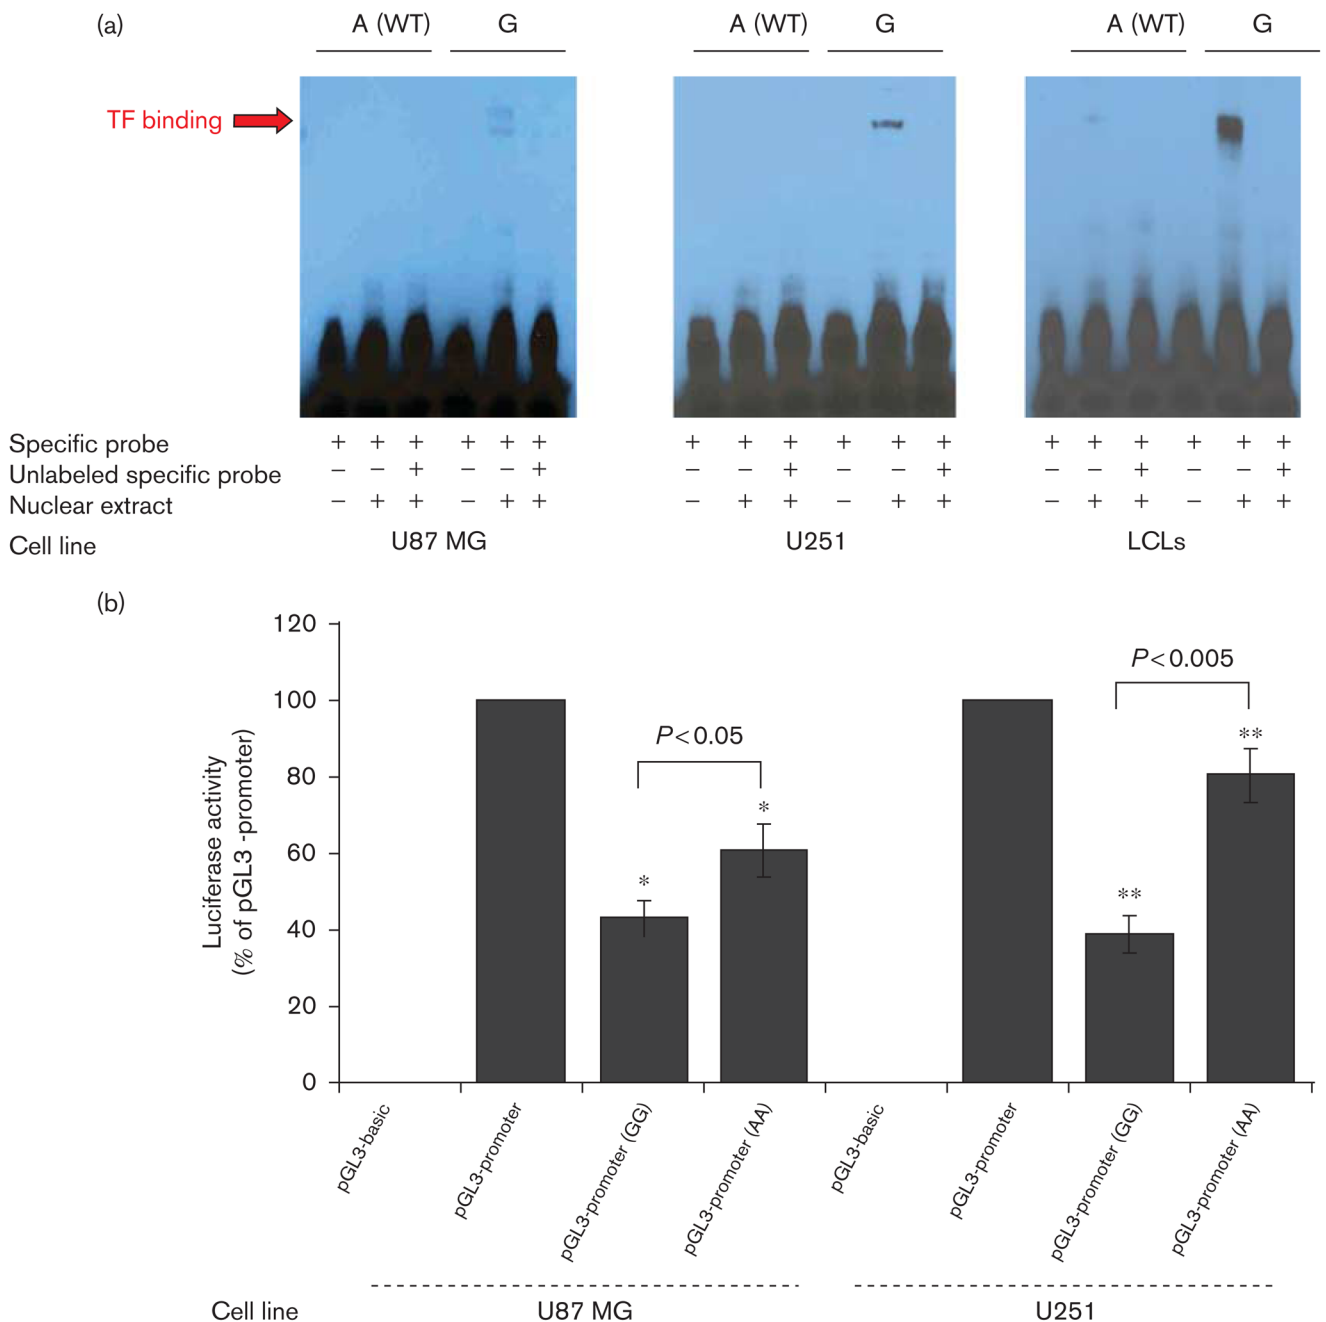 (a)
A (WT) G A (WT) G A (WT) G
TF binding
Specific probe + + + + + + + + + + + + + + + + + +
Unlabeled specific probe − − + − − + − − + − − + − − + − − +
Nuclear extract − + + − + + − + + − + + − + + − + +
Cell line U87 MG U251 LCLs
(b)
Luciferase activity
(% of pGL3 -promoter)
120
100
80
60
40
20
0
P<0.05
P<0.005
*
*
**
**
pGL3-basic
pGL3-promoter
pGL3-promoter (GG)
pGL3-promoter (AA)
pGL3-basic
pGL3-promoter
pGL3-promoter (GG)
pGL3-promoter (AA)
Cell line U87 MG U251